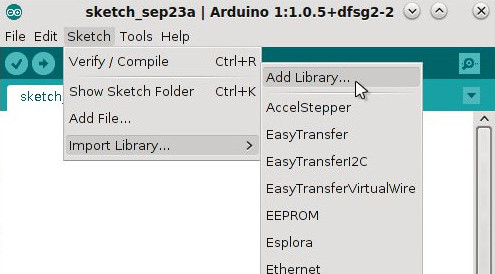 sketch_sep23a | Arduino 1:1.0.5+dfsg2-2
File Edit Sketch Tools Help
Verify / Compile Ctrl+R
Show Sketch Folder Ctrl+K
Add File...
Import Library...
sketch_
Add Library...
AccelStepper
EasyTransfer
EasyTransferI2C
EasyTransferVirtualWire
EEPROM
Esplora
Ethernet